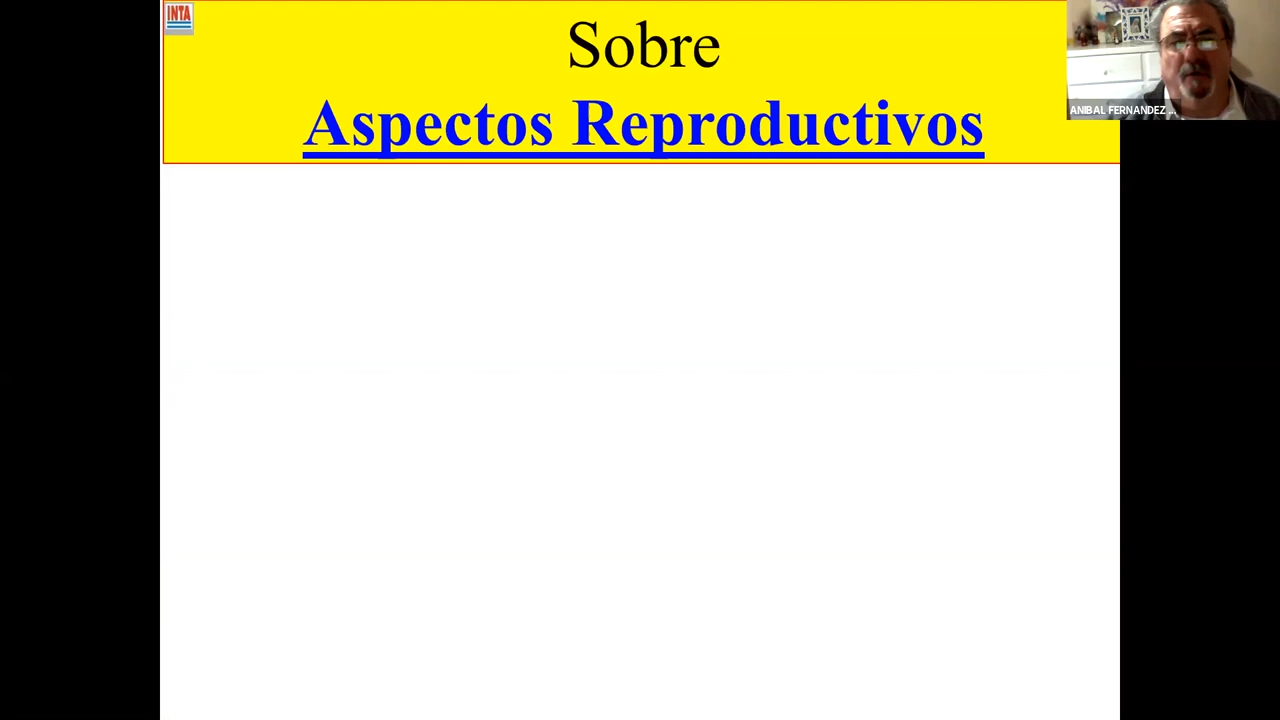 INTA
Sobre
Aspectos Reproductivos
ANIBAL FERNANDEZ ...